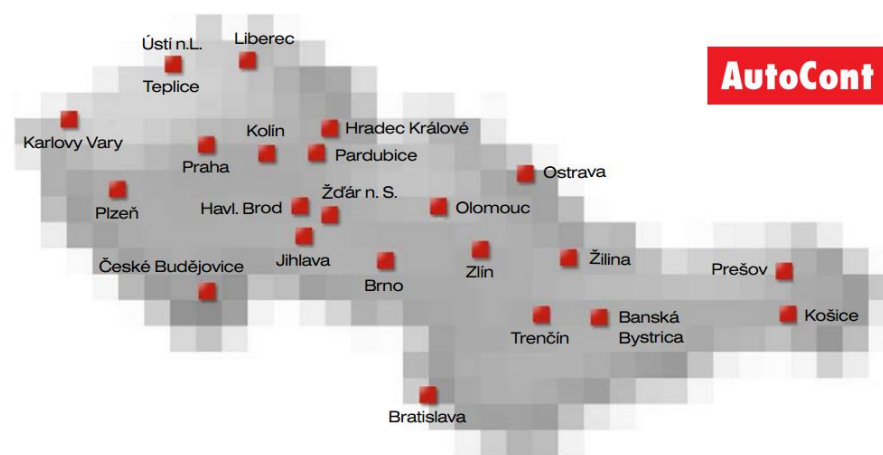 Ústí n.L.
Liberec
AutoCont
Teplice
Karlovy Vary
Kolín
Hradec Králové
Praha
Pardubice
Ostrava
Plzeň
Havl. Brod
Žďár n. S.
Olomouc
Jihlava
České Budějovice
Brno
Zlín
Žilina
Prešov
Trenčín
Banská
Bystrica
Košice
Bratislava